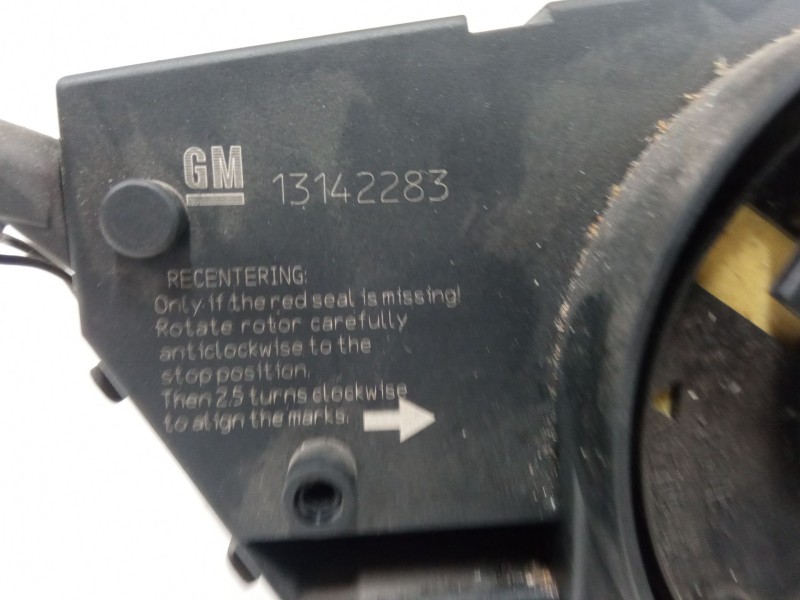 GM 13142283
RECENTERING:
Only if the red seal is missing!
Rotate rotor carefully
anticlockwise to the
stop position.
Then 2.5 turns clockwise
to align the marks.